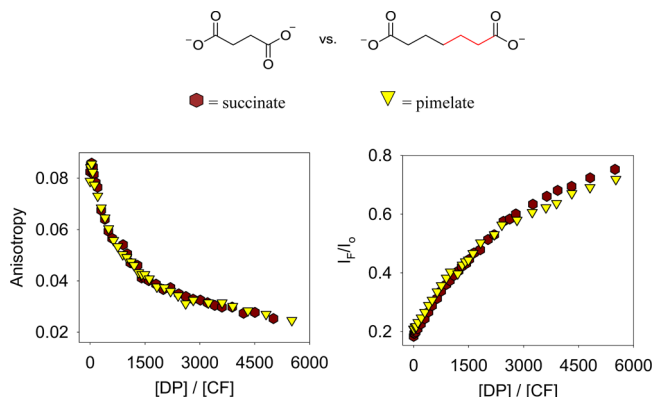 O O
O⁻
⁻O vs. ⁻O O⁻
O
= succinate = pimelate
0.08
0.06
0.04
0.02
Anisotropy
0 1500 3000 4500 6000
[DP] / [CF]
0.8
0.6
0.4
0.2
I_F/I_o
0 1500 3000 4500 6000
[DP] / [CF]